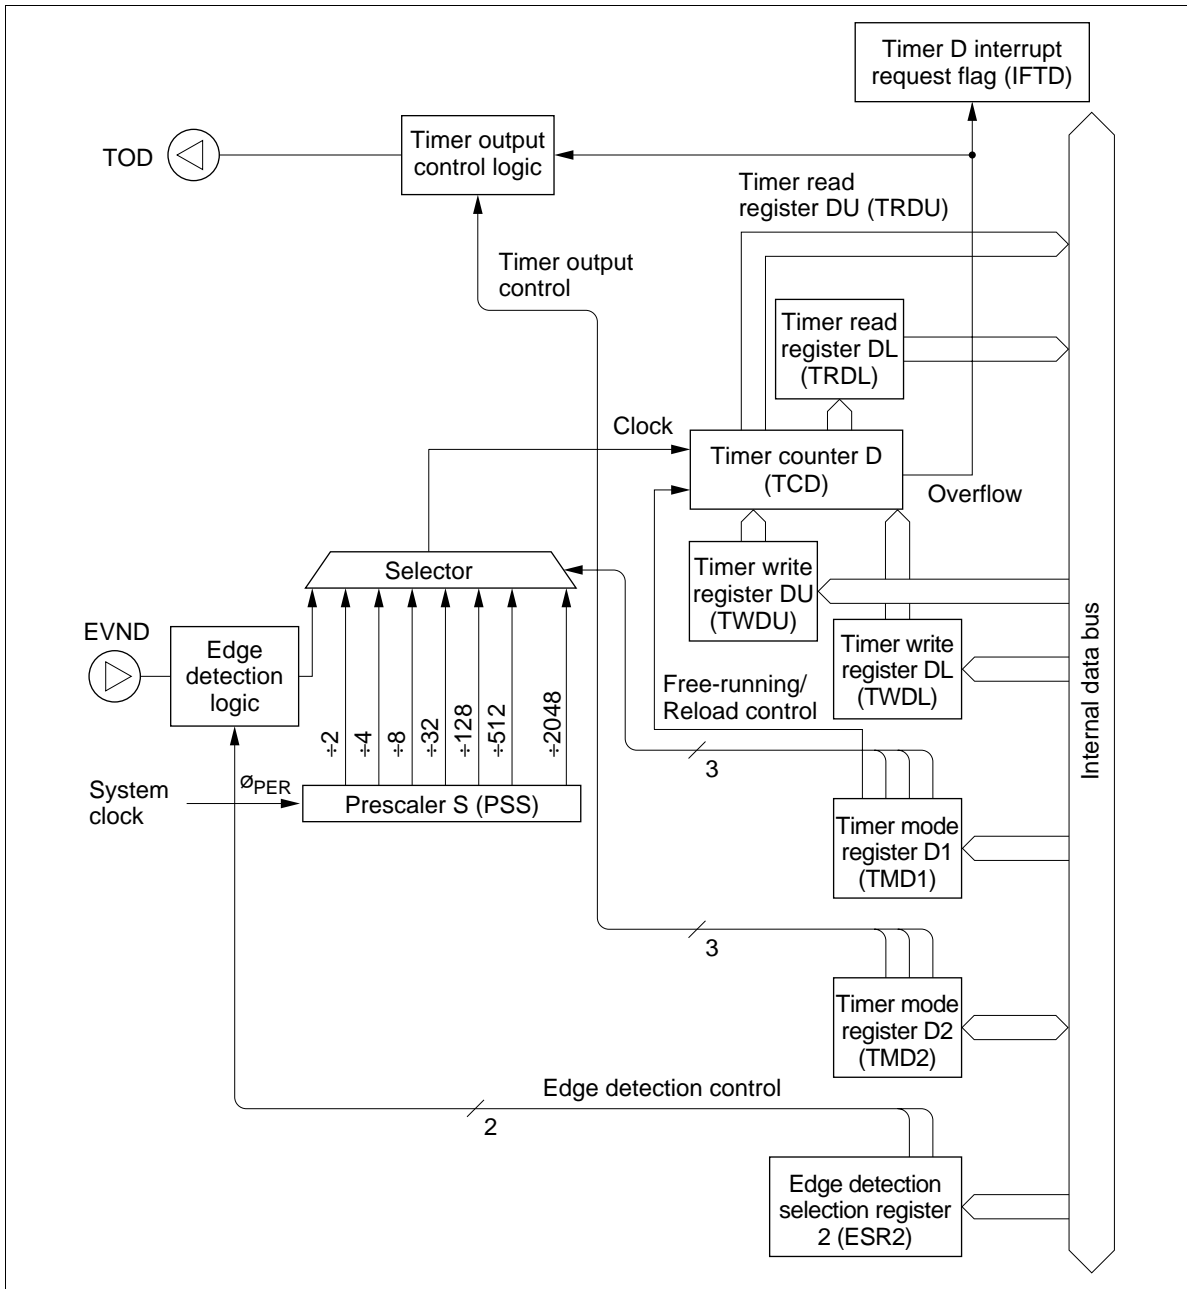 Timer D interrupt
request flag (IFTD)
TOD
Timer output
control logic
Timer read
register DU (TRDU)
Timer output
control
Timer read
register DL
(TRDL)
Clock
Timer counter D
(TCD)
Overflow
Selector
Timer write
register DU
(TWDU)
EVND
Edge
detection
logic
Timer write
register DL
(TWDL)
Free-running/
Reload control
÷2
÷4
÷8
÷32
÷128
÷512
÷2048
3
System
clock
øPER
Prescaler S (PSS)
Timer mode
register D1
(TMD1)
Internal data bus
3
Timer mode
register D2
(TMD2)
Edge detection control
2
Edge detection
selection register
2 (ESR2)